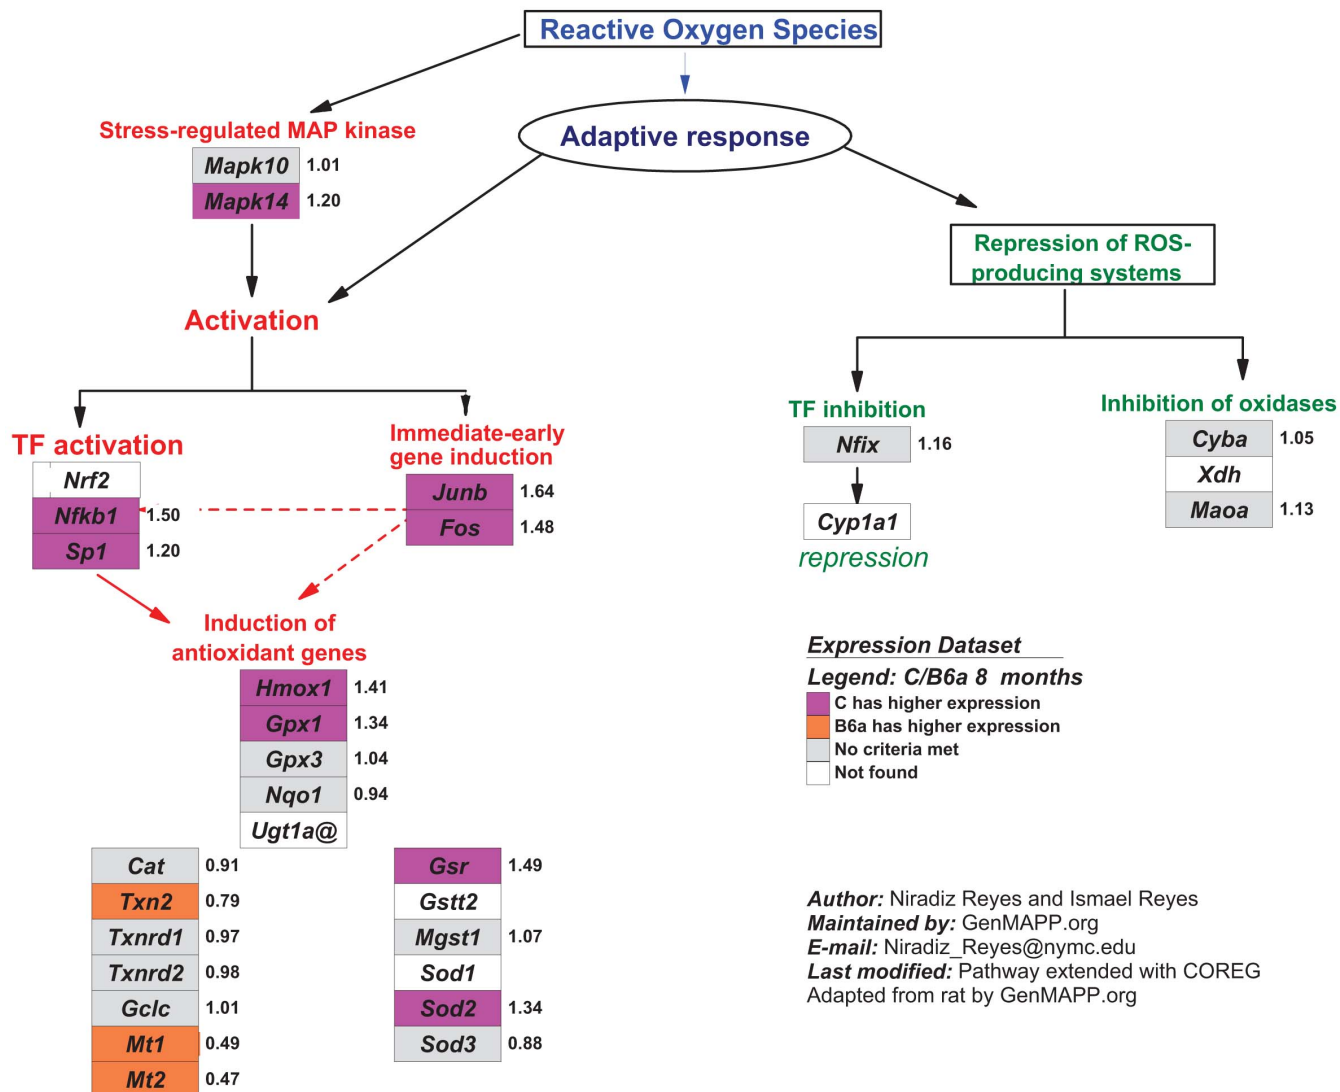 Reactive Oxygen Species
Adaptive response
Stress-regulated MAP kinase
Mapk10 1.01
Mapk14 1.20
Activation
Repression of ROS-
producing systems
TF activation
Nrf2
Nfkb1 1.50
Sp1 1.20
Immediate-early
gene induction
Junb 1.64
Fos 1.48
TF inhibition
Nfix 1.16
Cyp1a1
repression
Inhibition of oxidases
Cyba 1.05
Xdh
Maoa 1.13
Induction of
antioxidant genes
Hmox1 1.41
Gpx1 1.34
Gpx3 1.04
Nqo1 0.94
Ugt1a@
Cat 0.91
Txn2 0.79
Txnrd1 0.97
Txnrd2 0.98
Gclc 1.01
Mt1 0.49
Mt2 0.47
Gsr 1.49
Gstt2
Mgst1 1.07
Sod1
Sod2 1.34
Sod3 0.88
Expression Dataset
Legend: C/B6a 8 months
C has higher expression
B6a has higher expression
No criteria met
Not found
Author: Niradiz Reyes and Ismael Reyes
Maintained by: GenMAPP.org
E-mail: Niradiz_Reyes@nymc.edu
Last modified: Pathway extended with COREG
Adapted from rat by GenMAPP.org